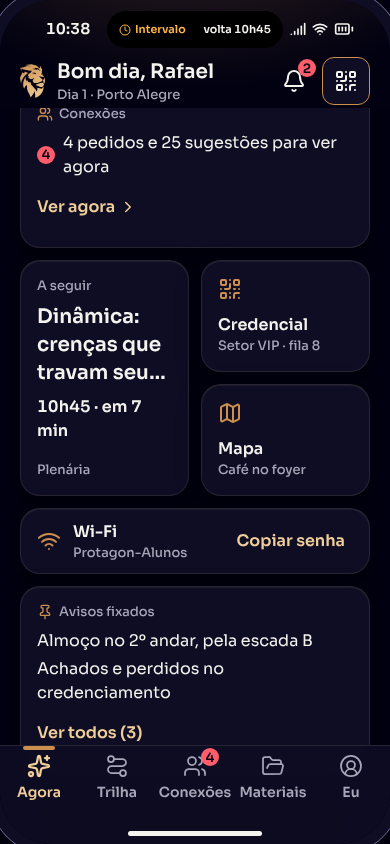 10:38
Intervalo volta 10h45
Bom dia, Rafael
2
Dia 1 · Porto Alegre
Conexões
4
4 pedidos e 25 sugestões para ver
agora
Ver agora
A seguir
Dinâmica:
crenças que
travam seu...
10h45 · em 7
min
Plenária
Credencial
Setor VIP · fila 8
Mapa
Café no foyer
Wi-Fi
Protagon-Alunos
Copiar senha
Avisos fixados
Almoço no 2º andar, pela escada B
Achados e perdidos no
credenciamento
Ver todos (3)
4
Agora
Trilha
Conexões
Materiais
Eu